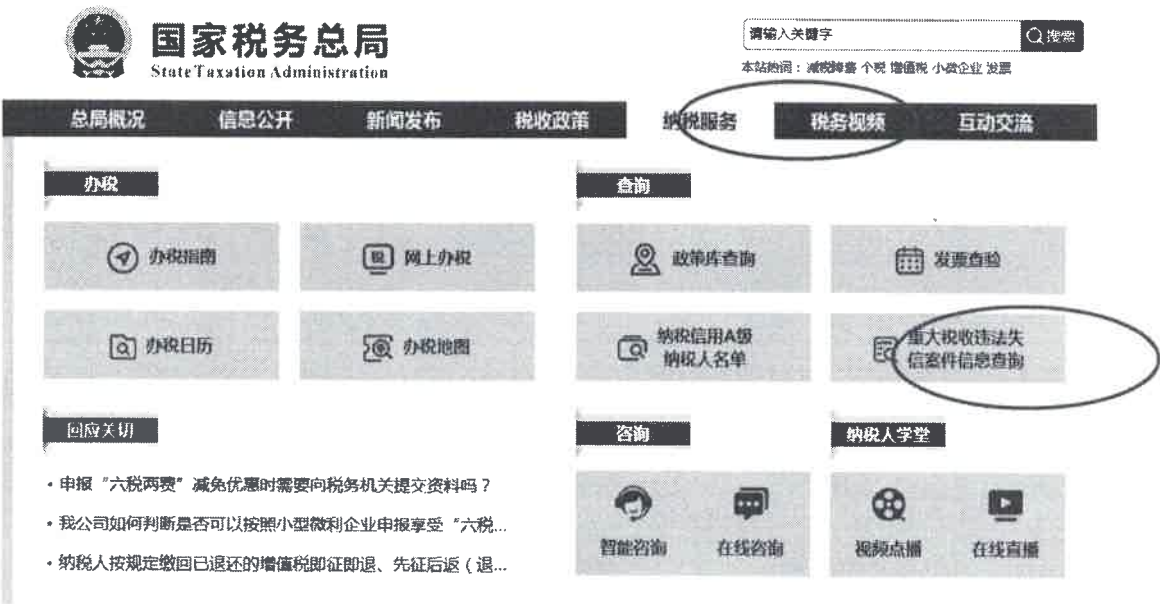 国家税务总局
State Taxation Administration
请输入关键字
搜索
本站热词：减税降费 个税 增值税 小微企业 发票
总局概况 信息公开 新闻发布 税收政策 纳税服务 税务视频 互动交流
办税
办税指南
网上办税
办税日历
办税地图
查询
政策库查询
发票查验
纳税信用A级
纳税人名单
重大税收违法失
信案件信息查询
回应关切
·申报“六税两费”减免优惠时需要向税务机关提交资料吗？
·我公司如何判断是否可以按照小型微利企业申报享受“六税...
·纳税人按规定缴回已退还的增值税即征即退、先征后返（退...
咨询
智能咨询
在线咨询
纳税人学堂
视频点播
在线直播